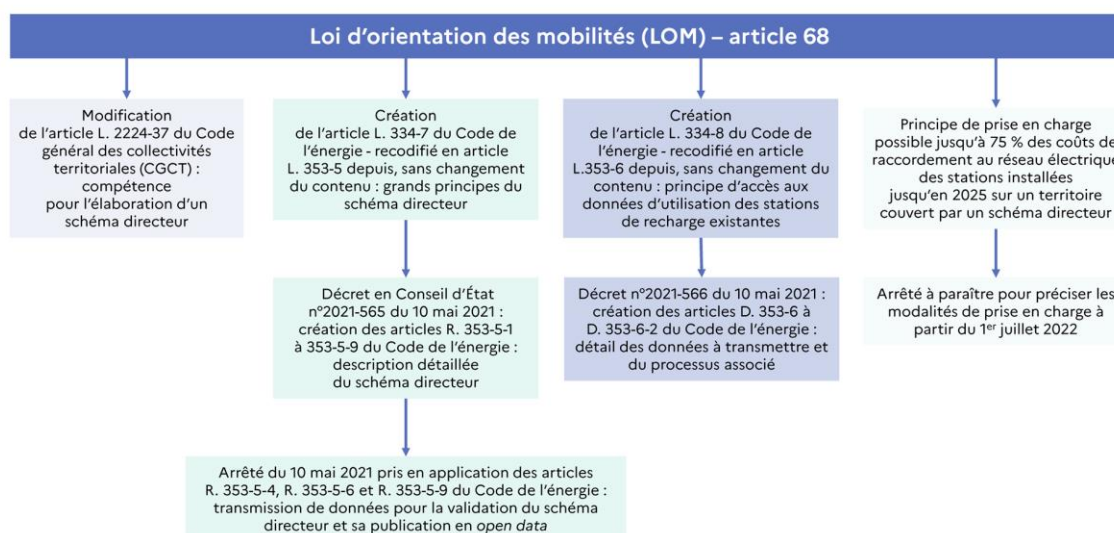 Loi d'orientation des mobilités (LOM) – article 68
Modification
de l'article L. 2224-37 du Code
général des collectivités
territoriales (CGCT) :
compétence
pour l'élaboration d'un
schéma directeur
Création
de l'article L. 334-7 du Code de
l'énergie - recodifié en article
L. 353-5 depuis, sans changement
du contenu : grands principes du
schéma directeur
Création
de l'article L. 334-8 du Code de
l'énergie - recodifié en article
L.353-6 depuis, sans changement
du contenu : principe d'accès aux
données d'utilisation des stations
de recharge existantes
Principe de prise en charge
possible jusqu'à 75 % des coûts de
raccordement au réseau électrique
des stations installées
jusqu'en 2025 sur un territoire
couvert par un schéma directeur
Décret en Conseil d'État
n°2021-565 du 10 mai 2021 :
création des articles R. 353-5-1
à 353-5-9 du Code de l'énergie :
description détaillée
du schéma directeur
Décret n°2021-566 du 10 mai 2021 :
création des articles D. 353-6 à
D. 353-6-2 du Code de l'énergie :
détail des données à transmettre et
du processus associé
Arrêté à paraître pour préciser les
modalités de prise en charge à
partir du 1er juillet 2022
Arrêté du 10 mai 2021 pris en application des articles
R. 353-5-4, R. 353-5-6 et R. 353-5-9 du Code de l'énergie :
transmission de données pour la validation du schéma
directeur et sa publication en open data